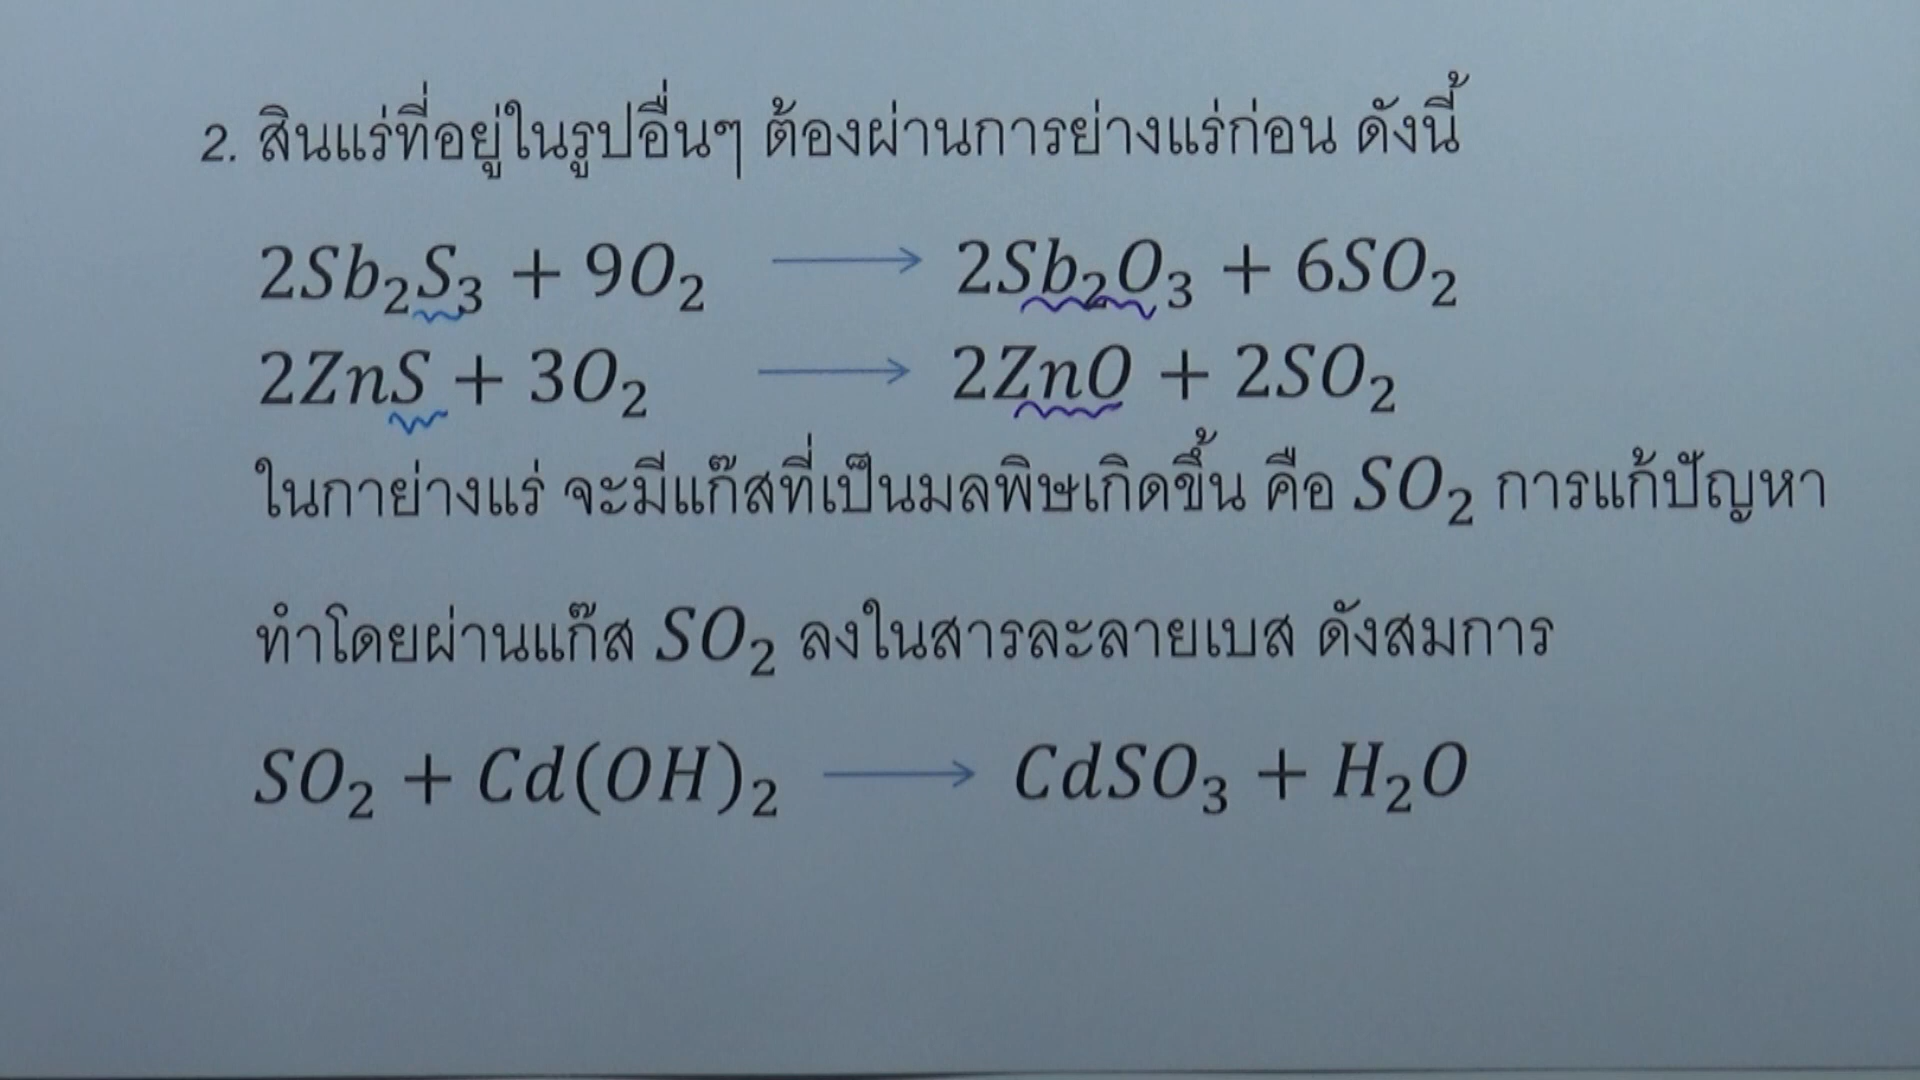 2. สินแร่ที่อยู่ในรูปอื่นๆ ต้องผ่านการย่างแร่ก่อน ดังนี้
2Sb₂S₃ + 9O₂ ⟶ 2Sb₂O₃ + 6SO₂
2ZnS + 3O₂ ⟶ 2ZnO + 2SO₂
ในกาย่างแร่ จะมีแก๊สที่เป็นมลพิษเกิดขึ้น คือ SO₂ การแก้ปัญหา
ทำโดยผ่านแก๊ส SO₂ ลงในสารละลายเบส ดังสมการ
SO₂ + Cd(OH)₂ ⟶ CdSO₃ + H₂O